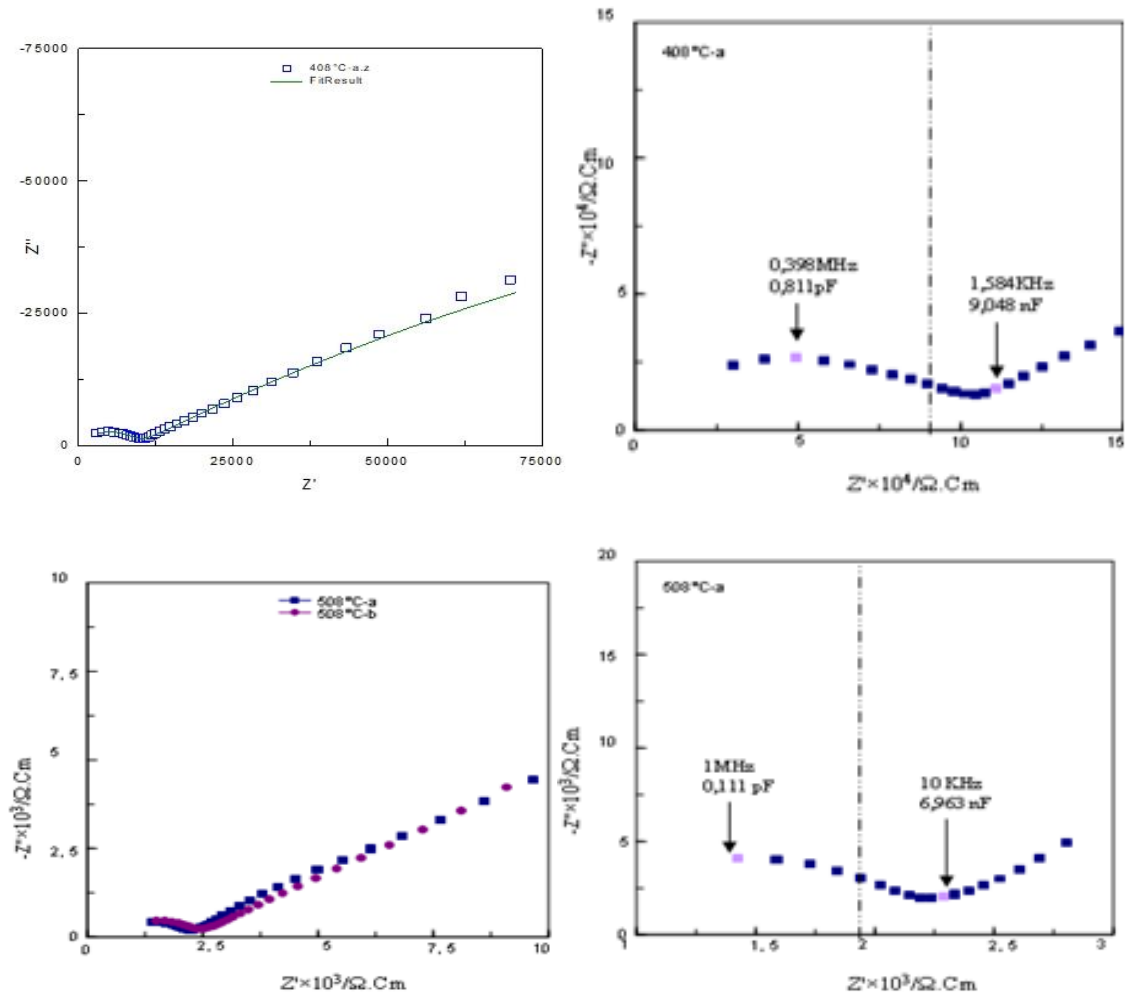 -75000
408°C-a.z
FitResult
-50000
Z''
-25000
0
0
25000
50000
75000
Z'
15
408°C-a
10
-Z"×10⁴/Ω.Cm
0,398MHz
0,811pF
1,584KHz
9,048 nF
5
0
0
5
10
15
Z'×10⁴/Ω.Cm
10
508°C-a
508°C-b
7,5
5
-Z"×10³/Ω.Cm
2,5
0
0
2,5
5
7,5
10
Z'×10³/Ω.Cm
20
508°C-a
15
10
-Z"×10³/Ω.Cm
1MHz
0,111 pF
10 KHz
6,963 nF
5
0
1
1,5
2
2,5
3
Z'×10³/Ω.Cm